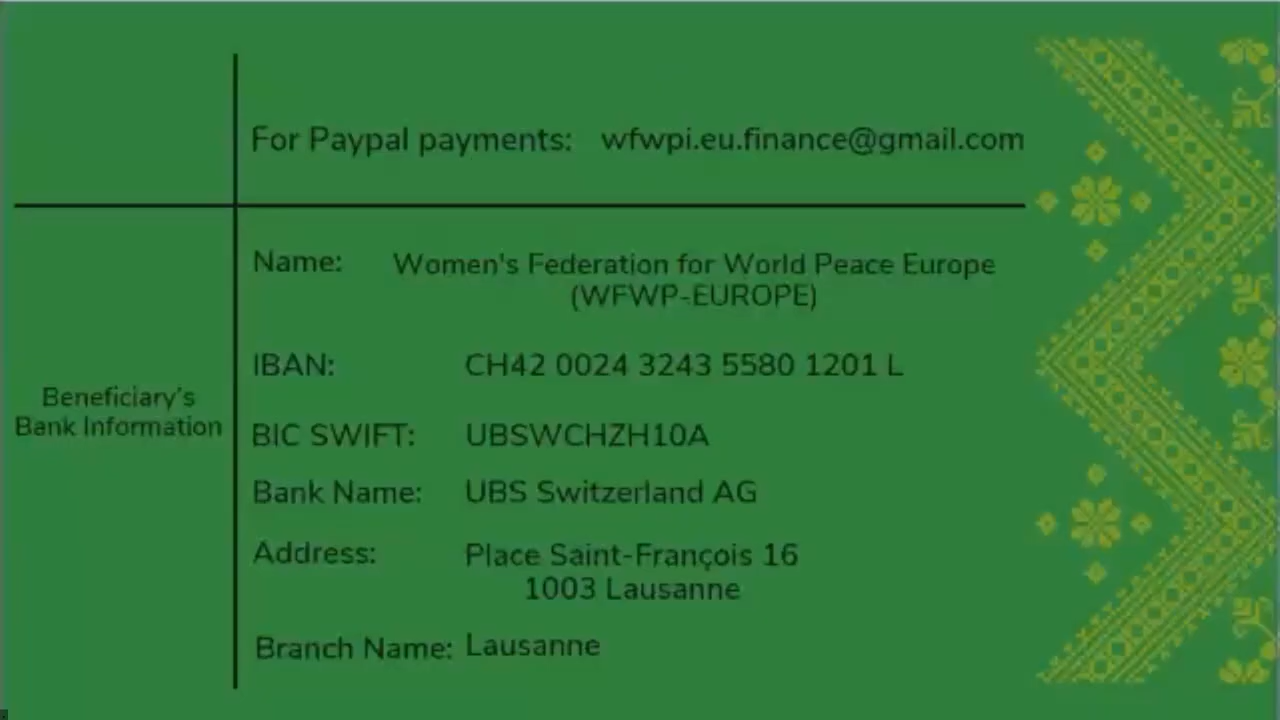 For Paypal payments: wfwpi.eu.finance@gmail.com
Beneficiary's
Bank Information
Name: Women's Federation for World Peace Europe
(WFWP-EUROPE)
IBAN: CH42 0024 3243 5580 1201 L
BIC SWIFT: UBSWCHZH10A
Bank Name: UBS Switzerland AG
Address: Place Saint-François 16
1003 Lausanne
Branch Name: Lausanne